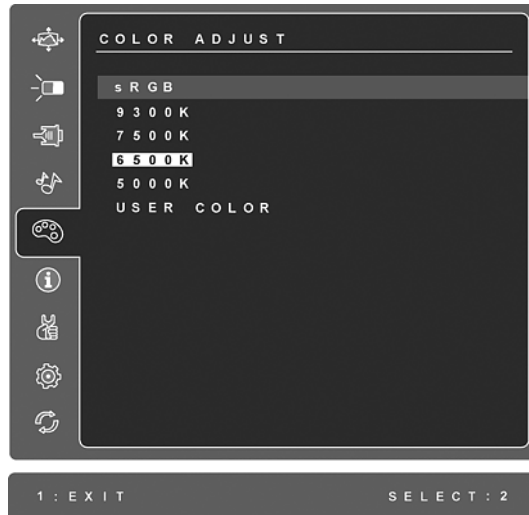 COLOR ADJUST
sRGB
9300K
7500K
6500K
5000K
USER COLOR
1:EXIT SELECT:2